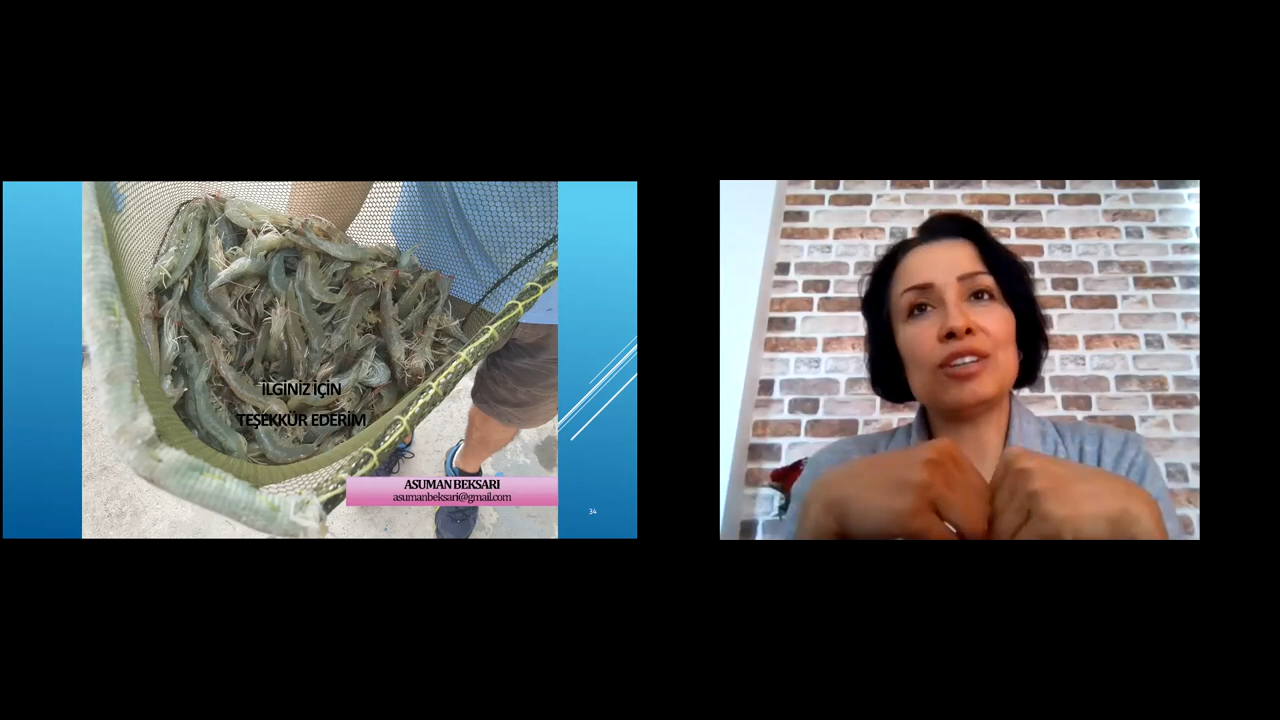 İLGİNİZ İÇİN
TEŞEKKÜR EDERİM
ASUMAN BEKSARI
asumanbeksari@gmail.com
34